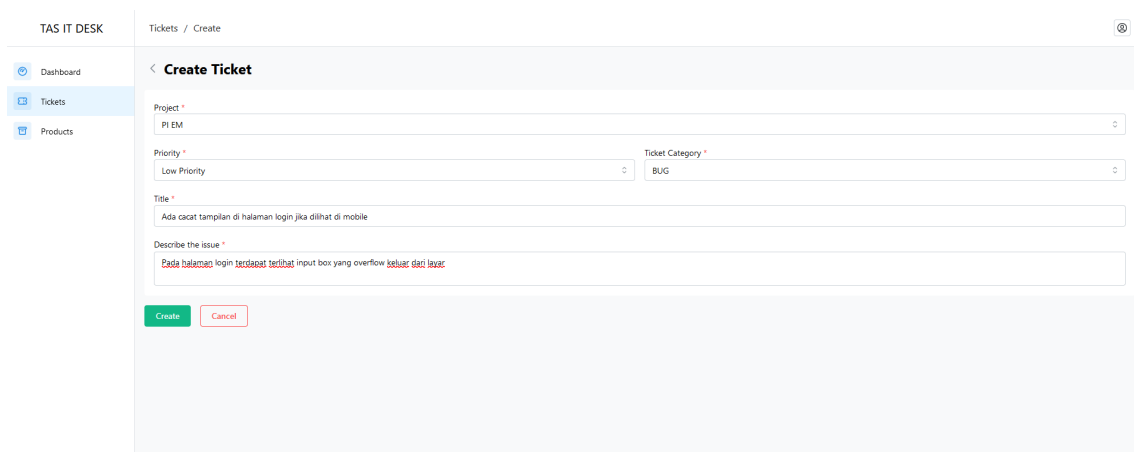 TAS IT DESK
Tickets / Create
Dashboard
Tickets
Products
Create Ticket
Project *
PI EM
Priority *
Ticket Category *
Low Priority
BUG
Title *
Ada cacat tampilan di halaman login jika dilihat di mobile
Describe the issue *
Pada halaman login terdapat terlihat input box yang overflow keluar dari layar
Create
Cancel